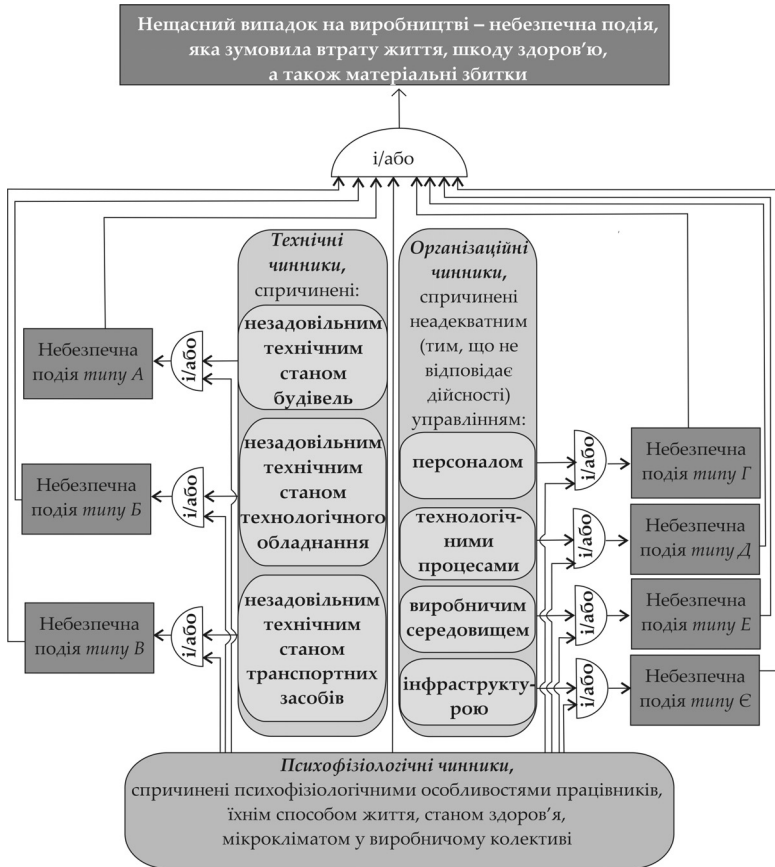 Нещасний випадок на виробництві – небезпечна подія,
яка зумовила втрату життя, шкоду здоров’ю,
а також матеріальні збитки
і/або
Технічні
чинники,
спричинені:
незадовільним
технічним
станом
будівель
незадовільним
технічним
станом
технологічного
обладнання
незадовільним
технічним
станом
транспортних
засобів
Організаційні
чинники,
спричинені
неадекватним
(тим, що не
відповідає
дійсності)
управлінням:
персоналом
технологіч-
ними
процесами
виробничим
середовищем
інфраструкту-
рою
і/або
Небезпечна
подія типу А
і/або
Небезпечна
подія типу Б
і/або
Небезпечна
подія типу В
і/або
Небезпечна
подія типу Г
і/або
Небезпечна
подія типу Д
і/або
Небезпечна
подія типу Е
і/або
Небезпечна
подія типу Є
Психофізіологічні чинники,
спричинені психофізіологічними особливостями працівників,
їхнім способом життя, станом здоров’я,
мікрокліматом у виробничому колективі